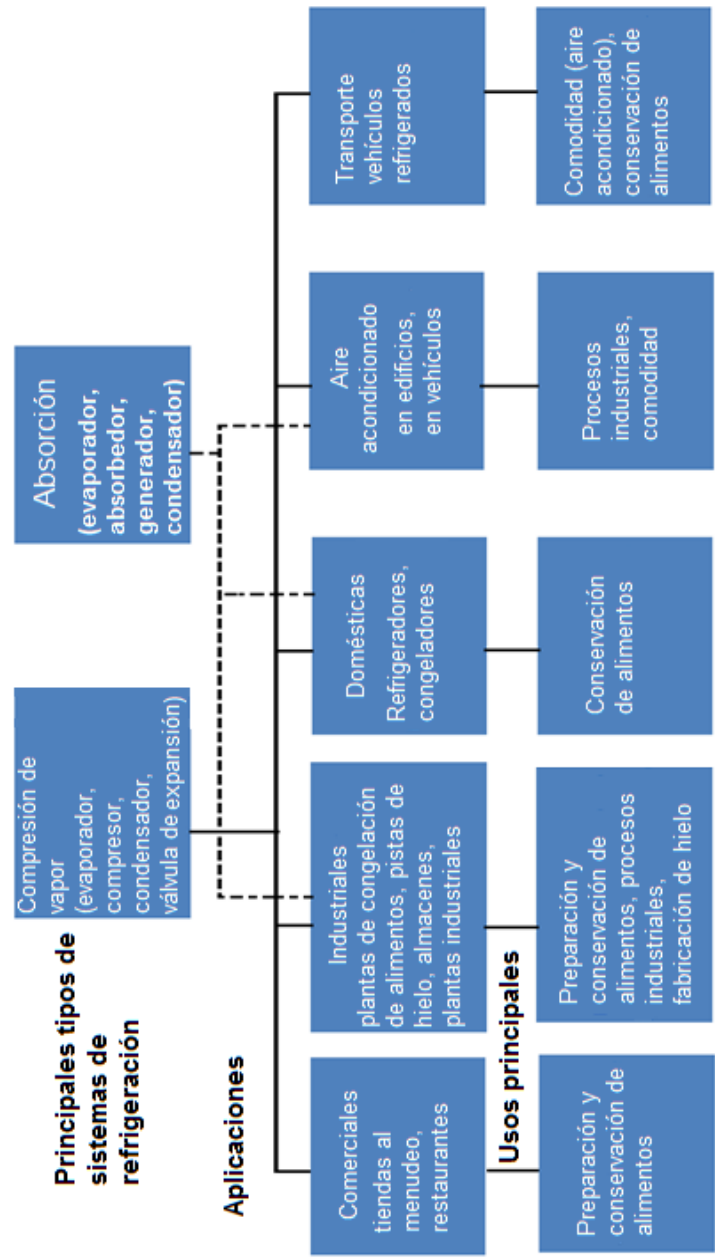 Principales tipos de
sistemas de
refrigeración
Compresión de
vapor
(evaporador,
compresor,
condensador,
válvula de expansión)
Absorción
(evaporador,
absorbedor,
generador,
condensador)
Aplicaciones
Comerciales
tiendas al
menudeo,
restaurantes
Industriales
plantas de congelación
de alimentos, pistas de
hielo, almacenes,
plantas industriales
Domésticas
Refrigeradores,
congeladores
Aire
acondicionado
en edificios,
en vehículos
Transporte
vehículos
refrigerados
Usos principales
Preparación y
conservación de
alimentos
Preparación y
conservación de
alimentos, procesos
industriales,
fabricación de hielo
Conservación
de alimentos
Procesos
industriales,
comodidad
Comodidad (aire
acondicionado),
conservación de
alimentos